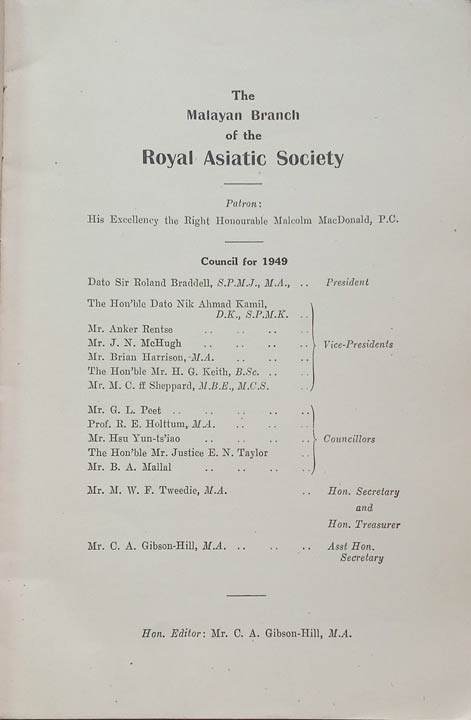 The
Malayan Branch
of the
Royal Asiatic Society
Patron:
His Excellency the Right Honourable Malcolm MacDonald, P.C.
Council for 1949
Dato Sir Roland Braddell, S.P.M.J., M.A., .. President
The Hon'ble Dato Nik Ahmad Kamil,
D.K., S.P.M.K. ..
Mr. Anker Rentse .. .. .. ..
Mr. J. N. McHugh .. .. .. .. Vice-Presidents
Mr. Brian Harrison, M.A. .. .. ..
The Hon'ble Mr. H. G. Keith, B.Sc. .. ..
Mr. M. C. ff Sheppard, M.B.E., M.C.S. ..
Mr. G. L. Peet .. .. .. .. ..
Prof. R. E. Holttum, M.A. .. .. ..
Mr. Hsu Yun-ts'iao .. .. .. .. Councillors
The Hon'ble Mr. Justice E. N. Taylor ..
Mr. B. A. Mallal .. .. .. ..
Mr. M. W. F. Tweedie, M.A. .. Hon. Secretary
and
Hon. Treasurer
Mr. C. A. Gibson-Hill, M.A. .. .. .. Asst Hon.
Secretary
Hon. Editor: Mr. C. A. Gibson-Hill, M.A.